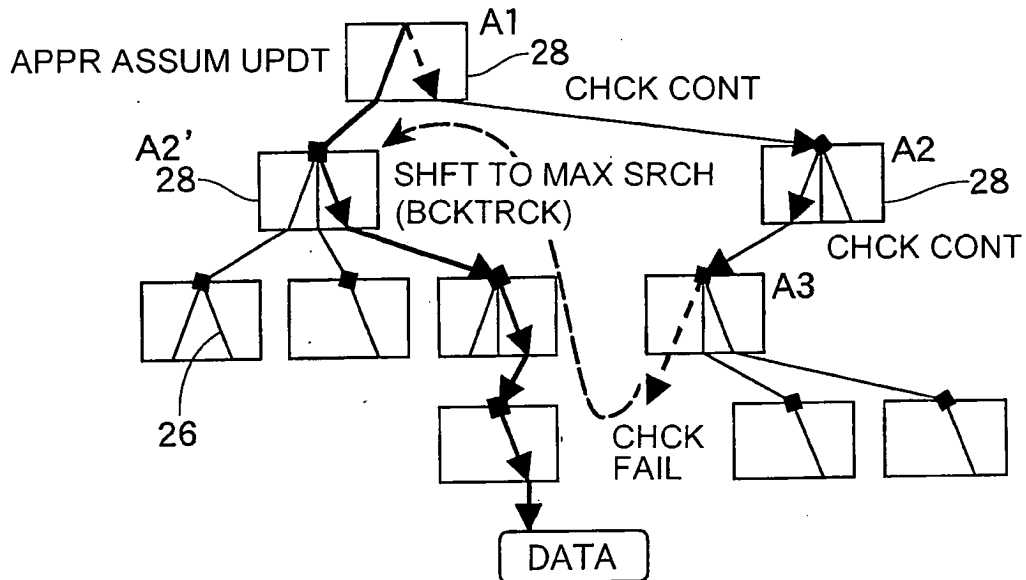 A1
APPR ASSUM UPDT
28
CHCK CONT
A2'
28
SHFT TO MAX SRCH
(BCKTRCK)
A2
28
CHCK CONT
A3
26
CHCK
FAIL
DATA